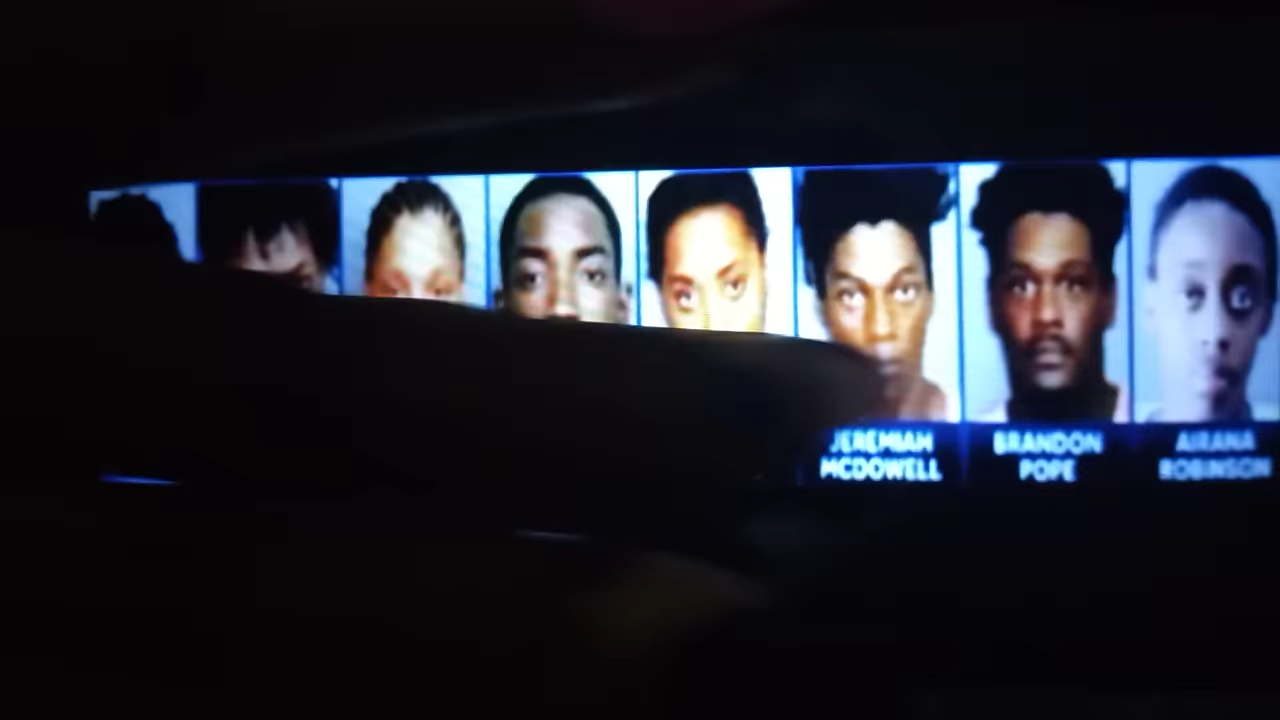 JEREMIAH
MCDOWELL
BRANDON
POPE
AIRANA
ROBINSON